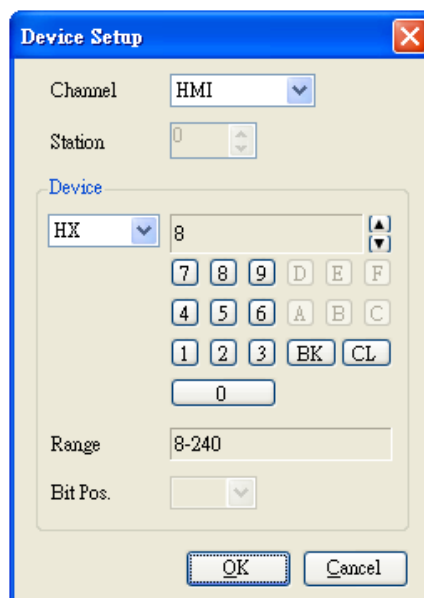 Device Setup
Channel HMI
Station 0
Device
HX 8
7 8 9 D E F
4 5 6 A B C
1 2 3 BK CL
0
Range 8-240
Bit Pos.
OK Cancel